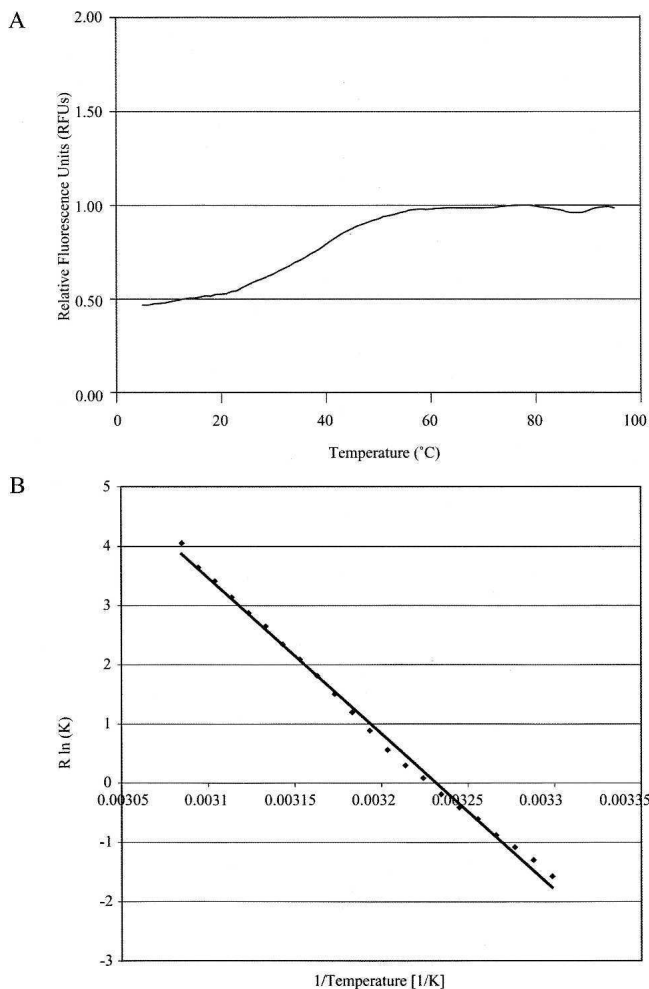 A
2.00
1.50
1.00
0.50
0.00
Relative Fluorescence Units (RFUs)
0 20 40 60 80 100
Temperature (˚C)
B
5
4
3
2
1
0
-1
-2
-3
R ln (K)
0.00305 0.0031 0.00315 0.0032 0.00325 0.0033 0.00335
1/Temperature [1/K]